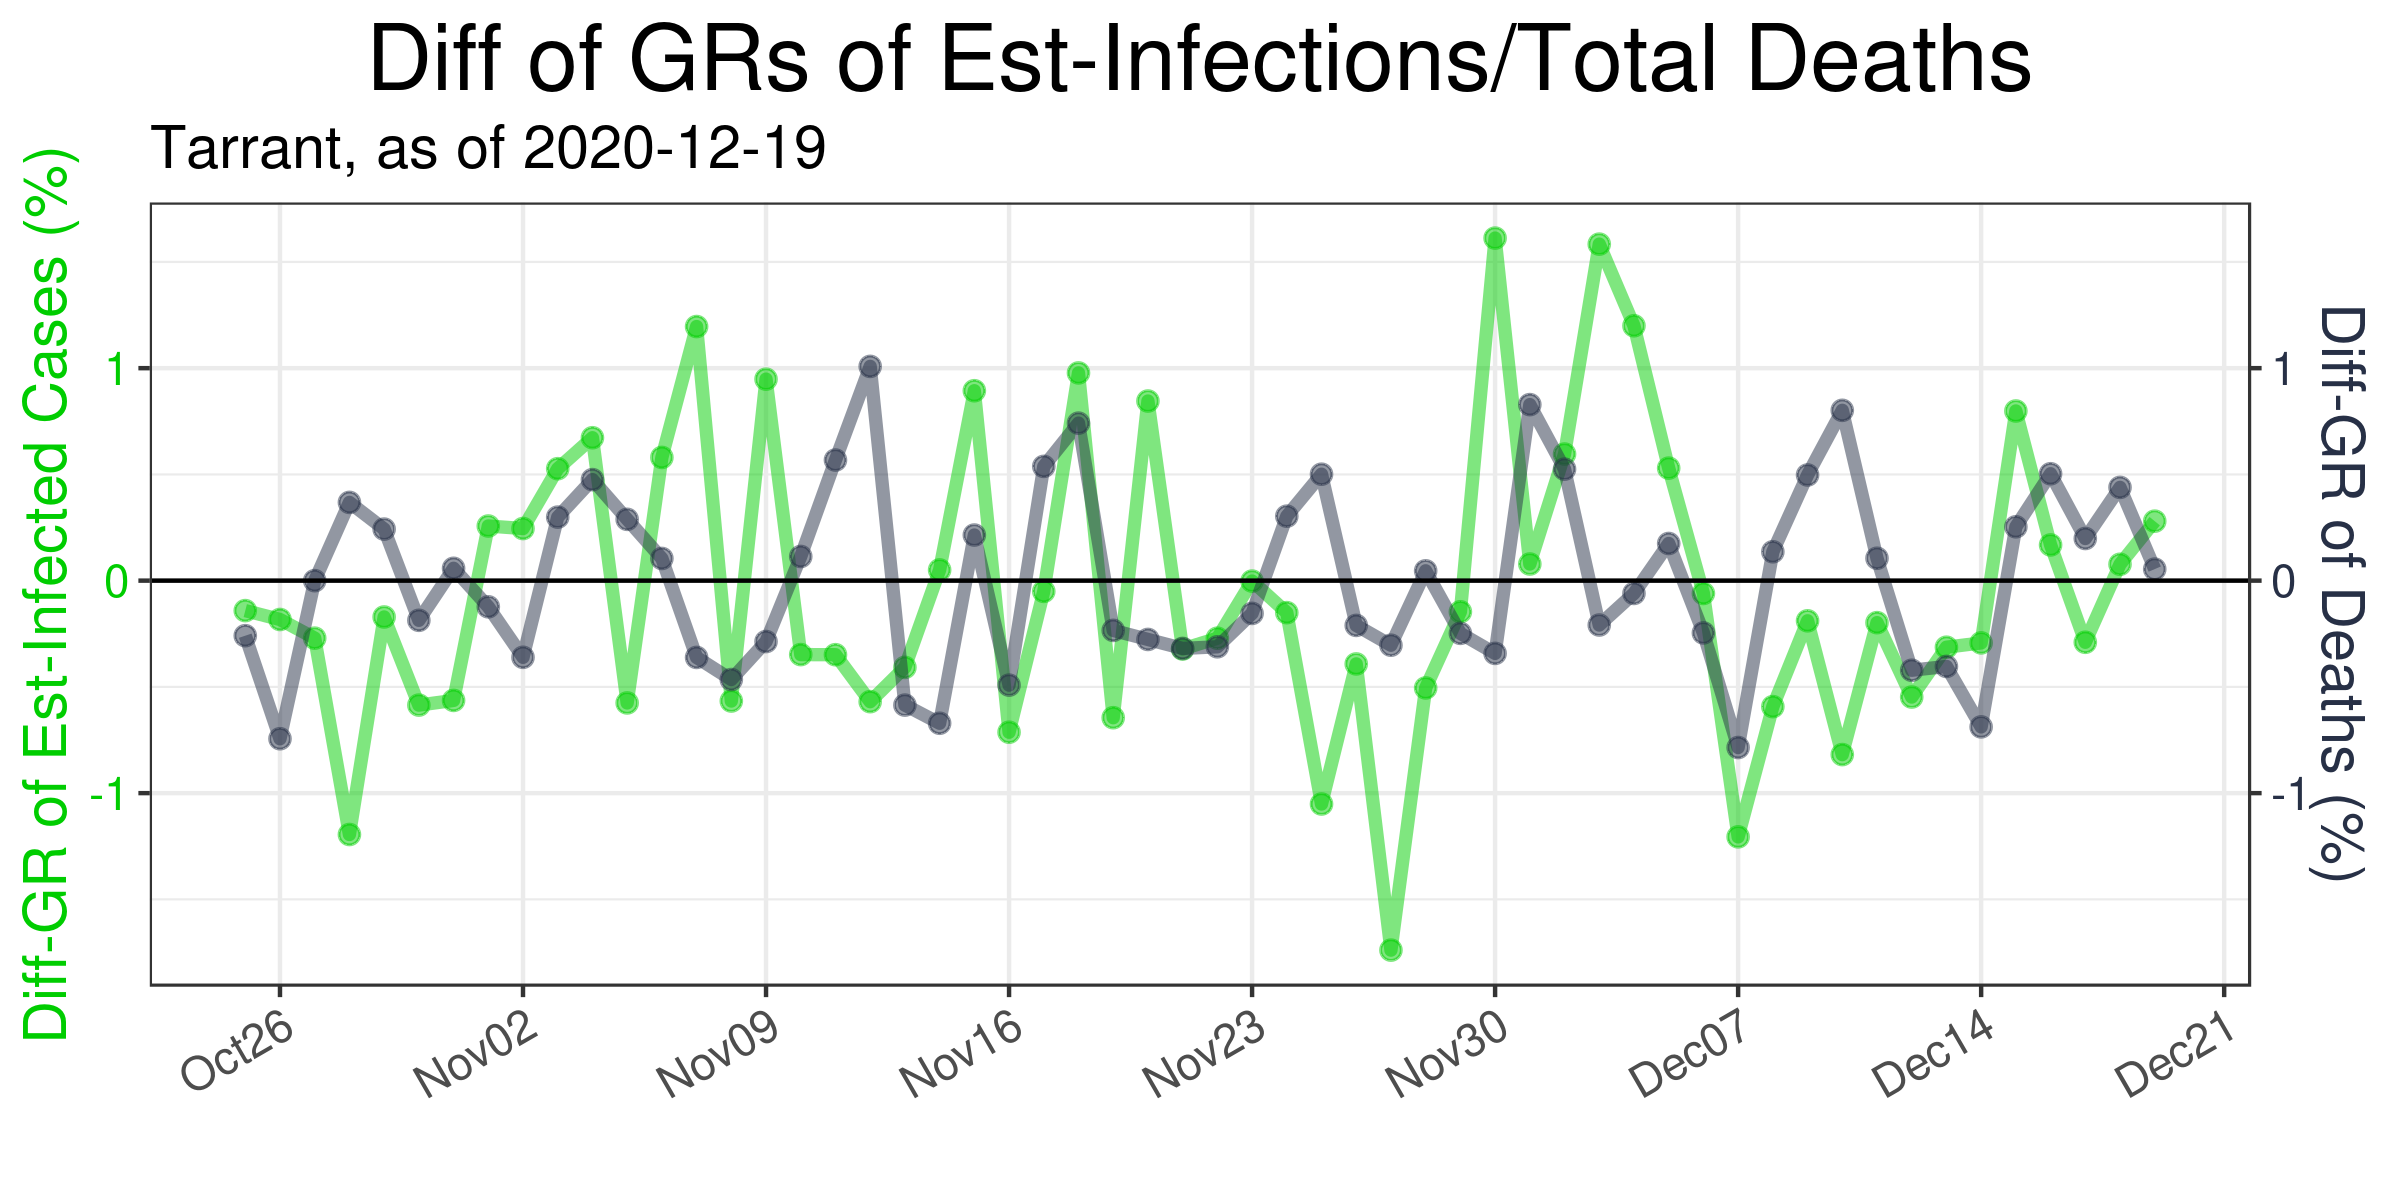 Diff of GRs of Est-Infections/Total Deaths
Tarrant, as of 2020-12-19
Diff-GR of Est-Infected Cases (%)
1
0
-1
1
0
-1
Diff-GR of Deaths (%)
Oct26
Nov02
Nov09
Nov16
Nov23
Nov30
Dec07
Dec14
Dec21